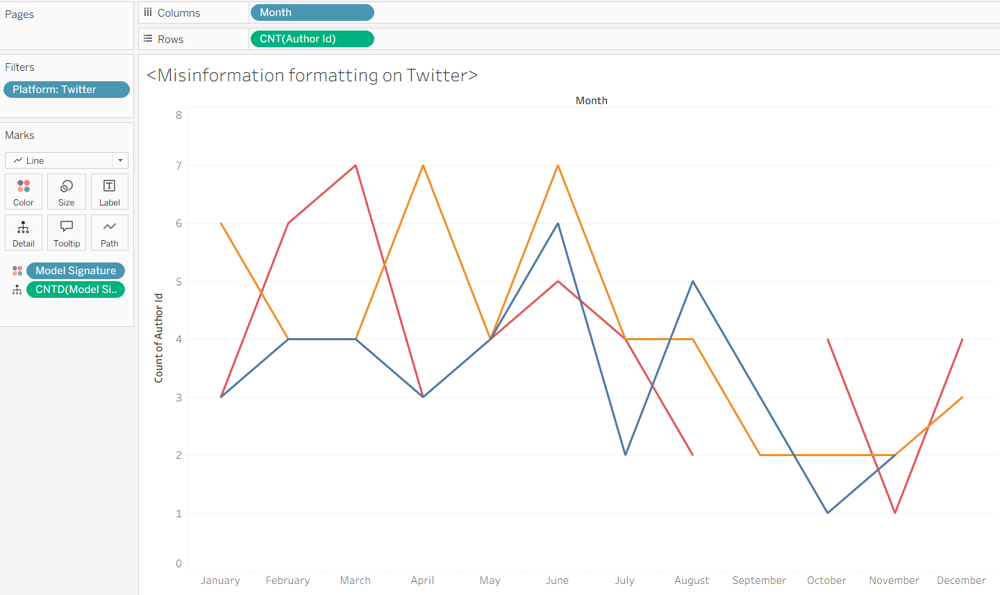 Pages
Columns
Month
Rows
CNT(Author Id)
Filters
Platform: Twitter
Marks
Line
Color
Size
Label
Detail
Tooltip
Path
Model Signature
CNTD(Model Si..
<Misinformation formatting on Twitter>
Month
Count of Author Id
8
7
6
5
4
3
2
1
0
January February March April May June July August September October November December